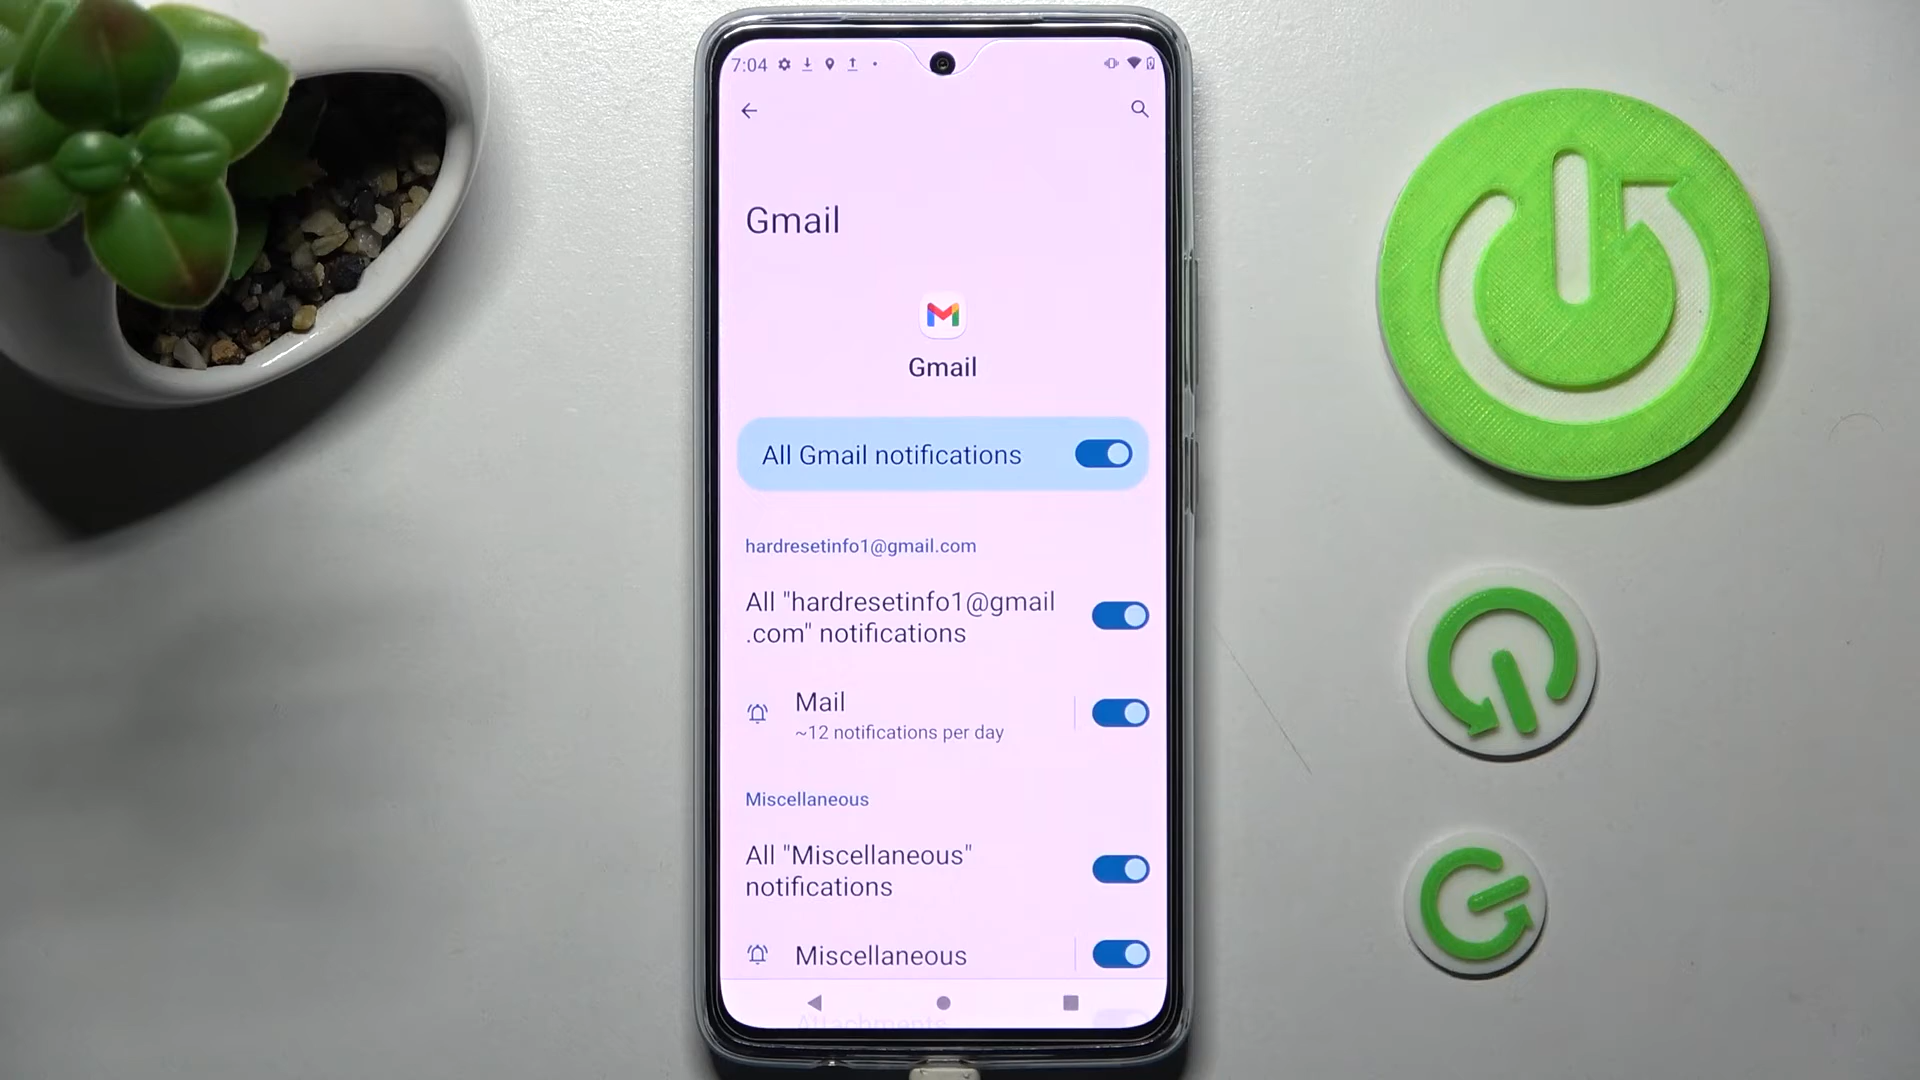 7:04
Gmail
Gmail
All Gmail notifications
hardresetinfo1@gmail.com
All "hardresetinfo1@gmail
.com" notifications
Mail
~12 notifications per day
Miscellaneous
All "Miscellaneous"
notifications
Miscellaneous
Attachments